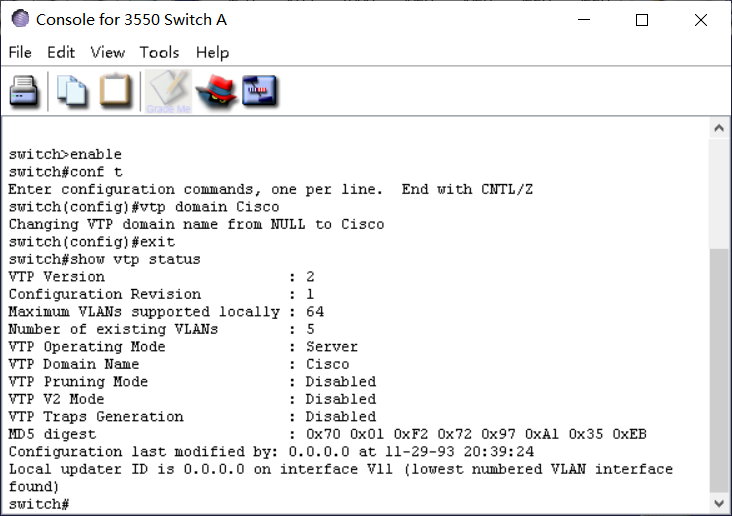 Console for 3550 Switch A
File Edit View Tools Help
Grade Me
switch>enable
switch#conf t
Enter configuration commands, one per line.  End with CNTL/Z
switch(config)#vtp domain Cisco
Changing VTP domain name from NULL to Cisco
switch(config)#exit
switch#show vtp status
VTP Version                     : 2
Configuration Revision          : 1
Maximum VLANs supported locally : 64
Number of existing VLANs        : 5
VTP Operating Mode              : Server
VTP Domain Name                 : Cisco
VTP Pruning Mode                : Disabled
VTP V2 Mode                     : Disabled
VTP Traps Generation            : Disabled
MD5 digest                      : 0x70 0x01 0xF2 0x72 0x97 0xA1 0x35 0xEB
Configuration last modified by: 0.0.0.0 at 11-29-93 20:39:24
Local updater ID is 0.0.0.0 on interface Vl1 (lowest numbered VLAN interface
found)
switch#